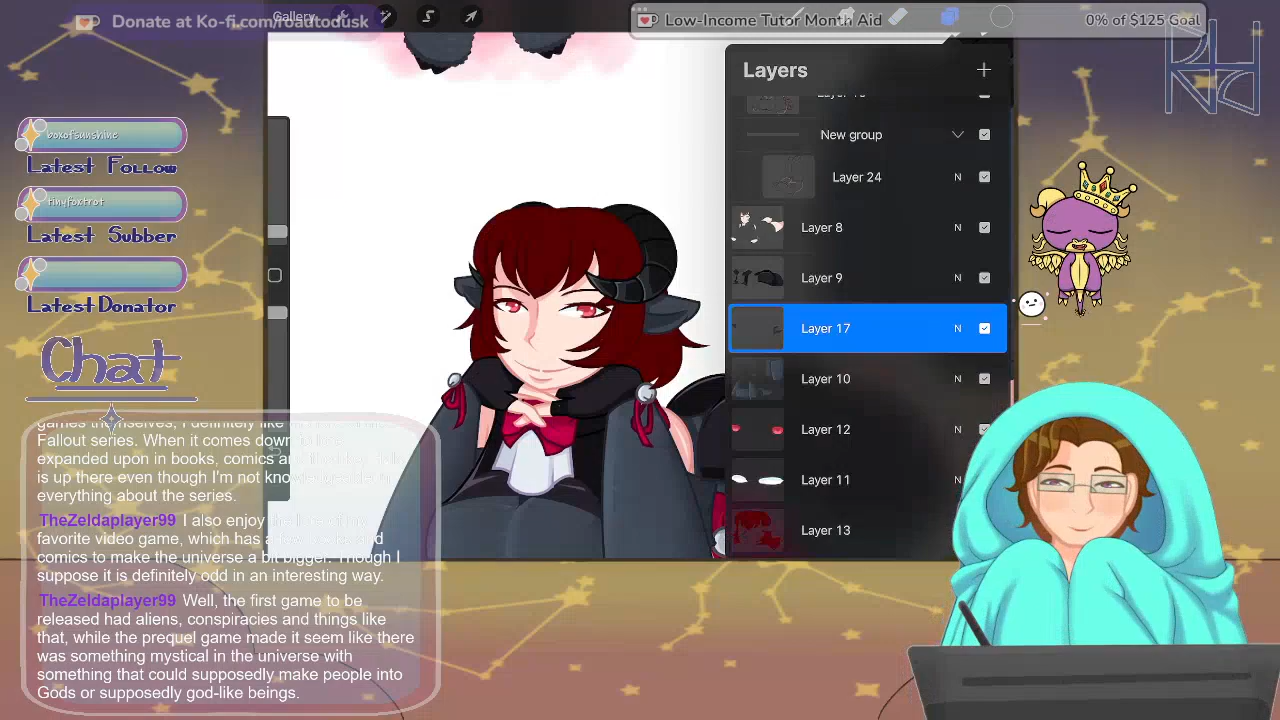 Donate at Ko-fi.com/roadtodusk
Gallery
Low-Income Tutor Month Aid
0% of $125 Goal
RHD
Layers
New group
Layer 24 N
Layer 8 N
Layer 9 N
Layer 17 N
Layer 10 N
Layer 12 N
Layer 11 N
Layer 13
boxofsunshine
Latest Follow
tinyfoxtrot
Latest Subber
Latest Donator
Chat
Fallout series. When it comes down
expanded upon in books, comics
is up there even though I'm not
everything about the series.
TheZeldaplayer99 I also enjoy the
favorite video game, which has
comics to make the universe a bit bigger. Though I
suppose it is definitely odd in an interesting way.
TheZeldaplayer99 Well, the first game to be
released had aliens, conspiracies and things like
that, while the prequel game made it seem like there
was something mystical in the universe with
something that could supposedly make people into
Gods or supposedly god-like beings.